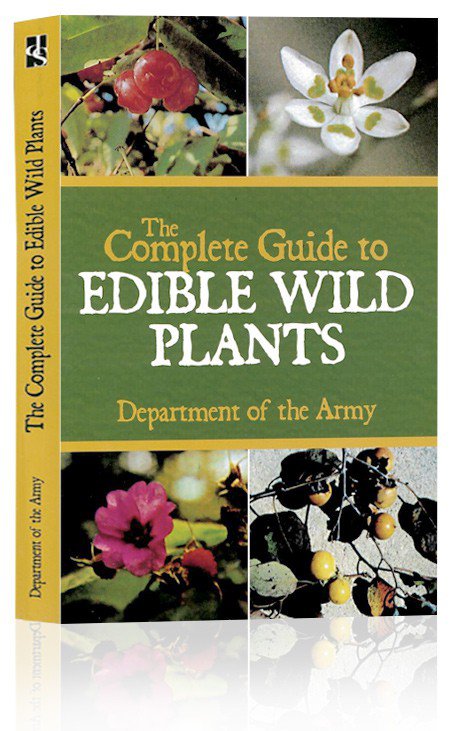 The Complete Guide to Edible Wild Plants
Department of the Army
The
Complete Guide to
EDIBLE WILD
PLANTS
Department of the Army